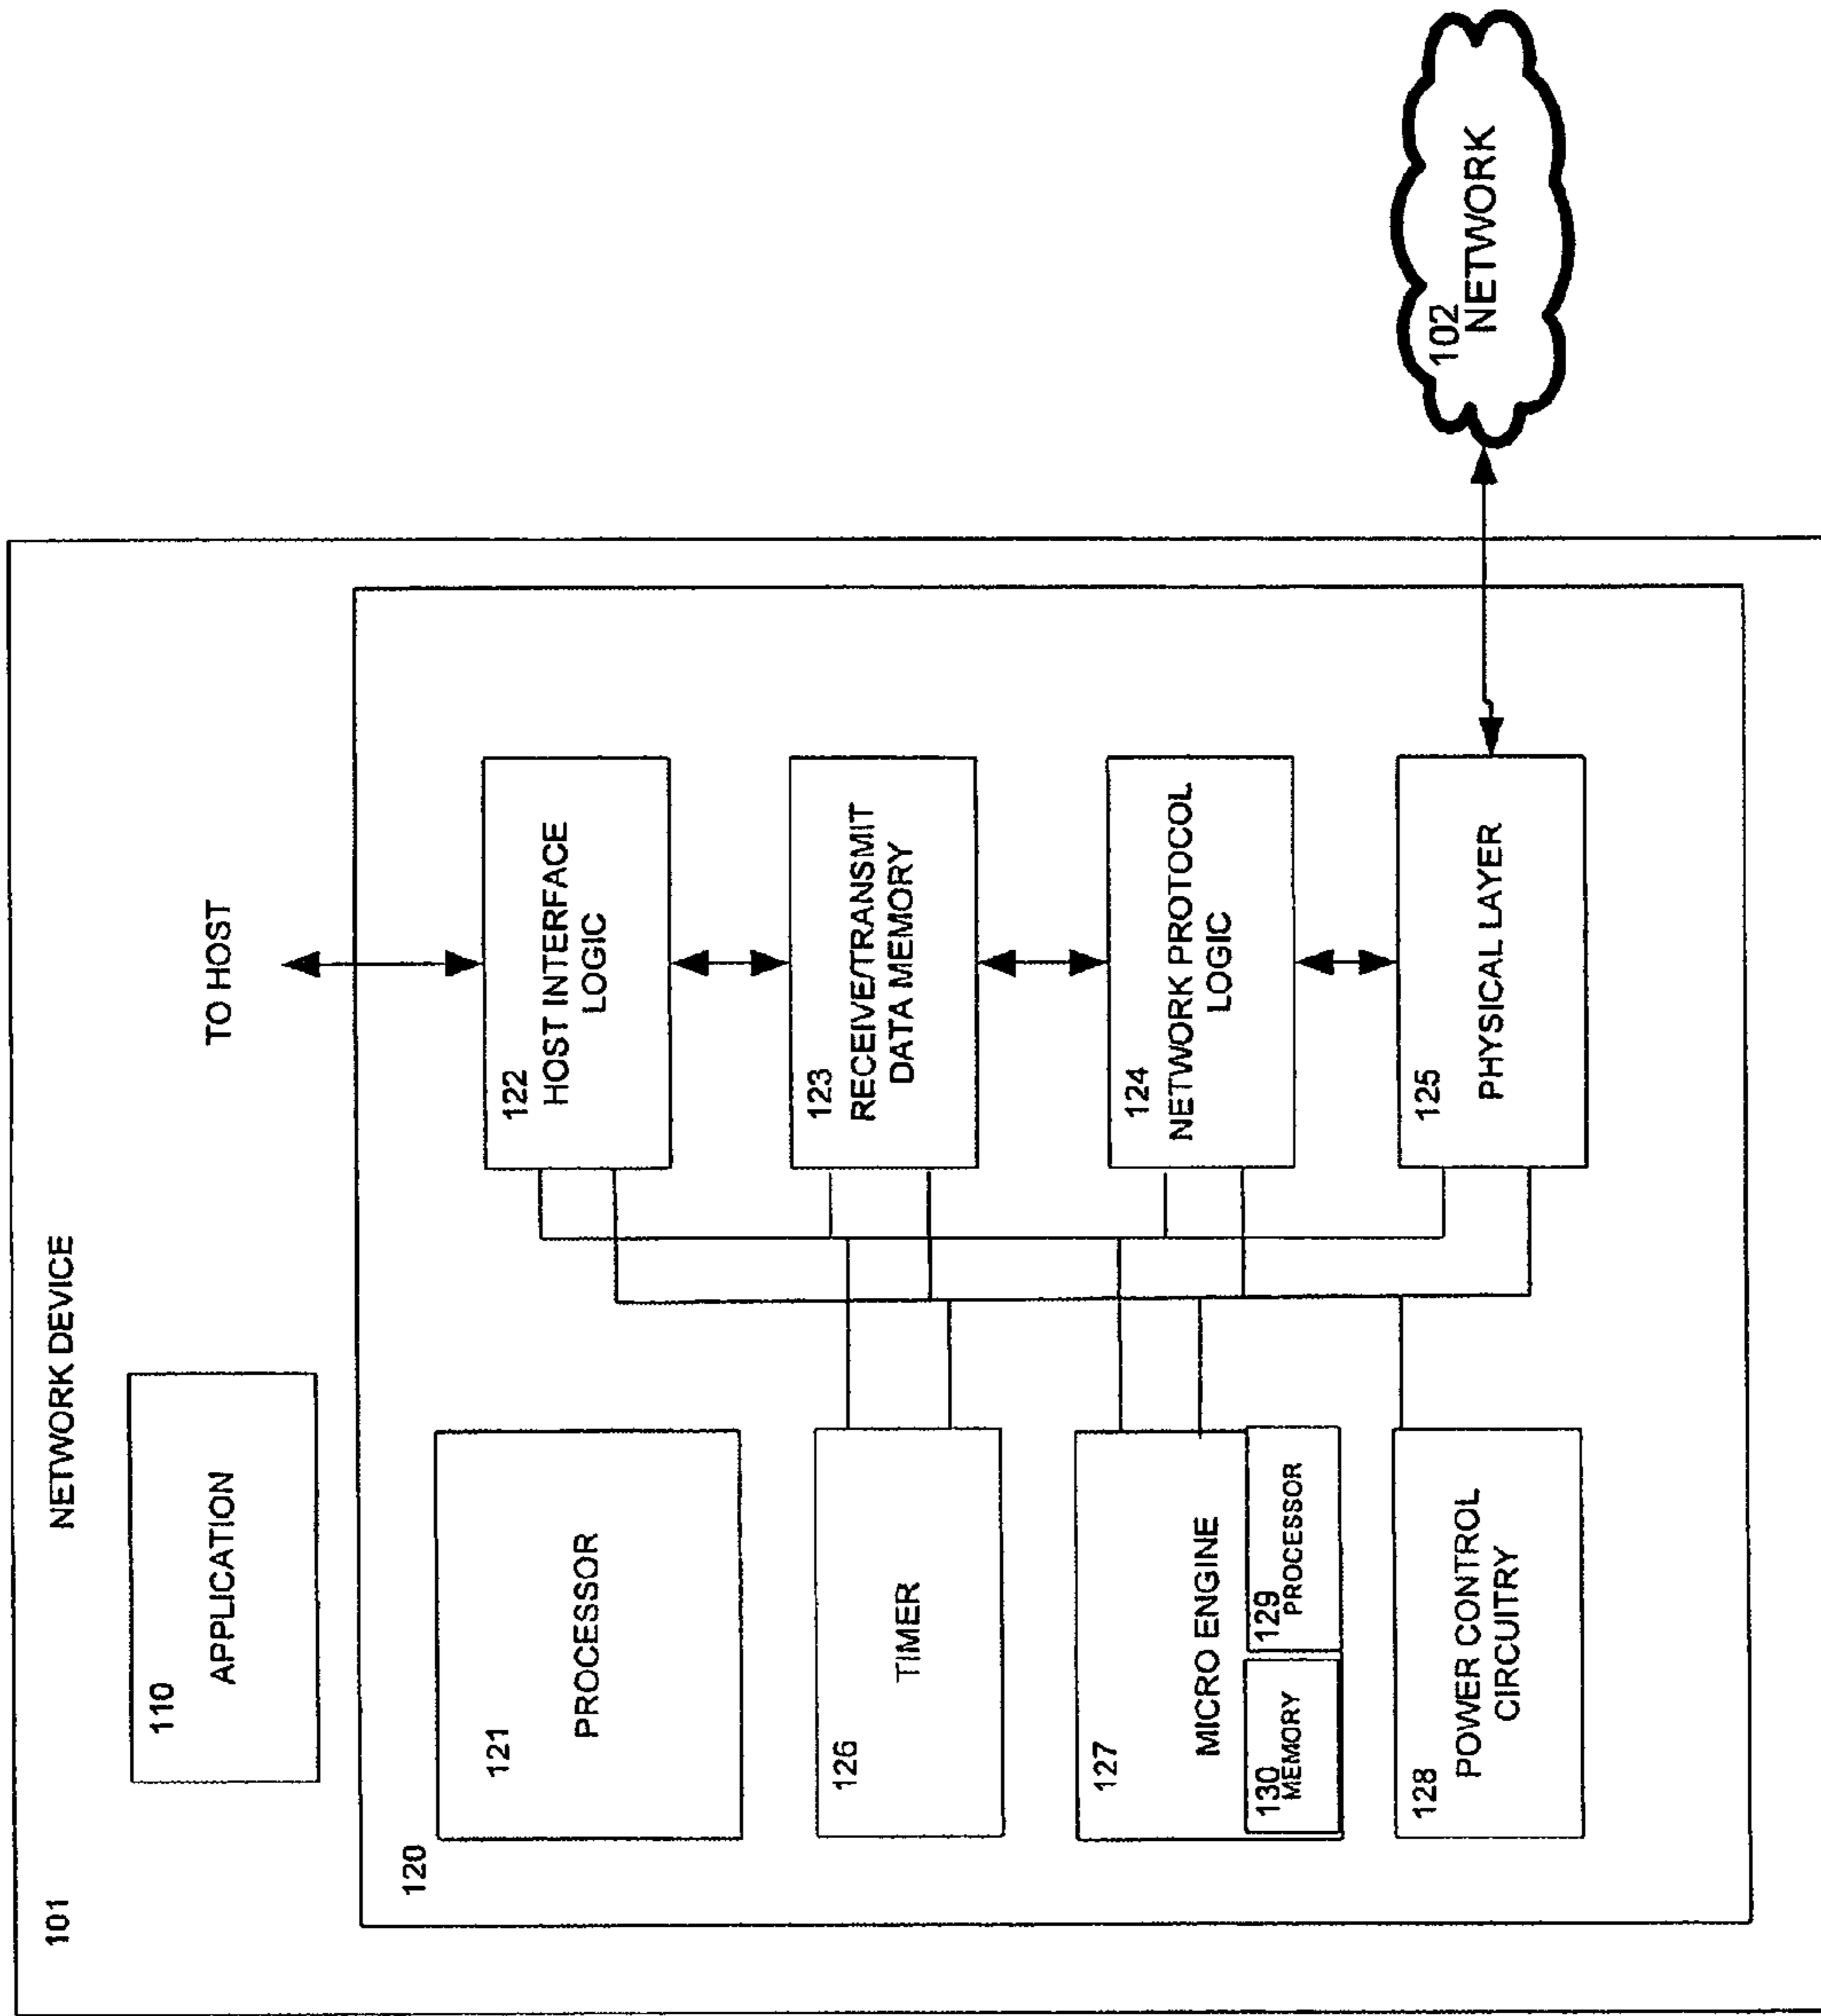 101
NETWORK DEVICE
110
APPLICATION
TO HOST
120
121
PROCESSOR
122
HOST INTERFACE
LOGIC
126
TIMER
123
RECEIVE/TRANSMIT
DATA MEMORY
127
MICRO ENGINE
130
MEMORY
129
PROCESSOR
124
NETWORK PROTOCOL
LOGIC
128
POWER CONTROL
CIRCUITRY
125
PHYSICAL LAYER
102
NETWORK